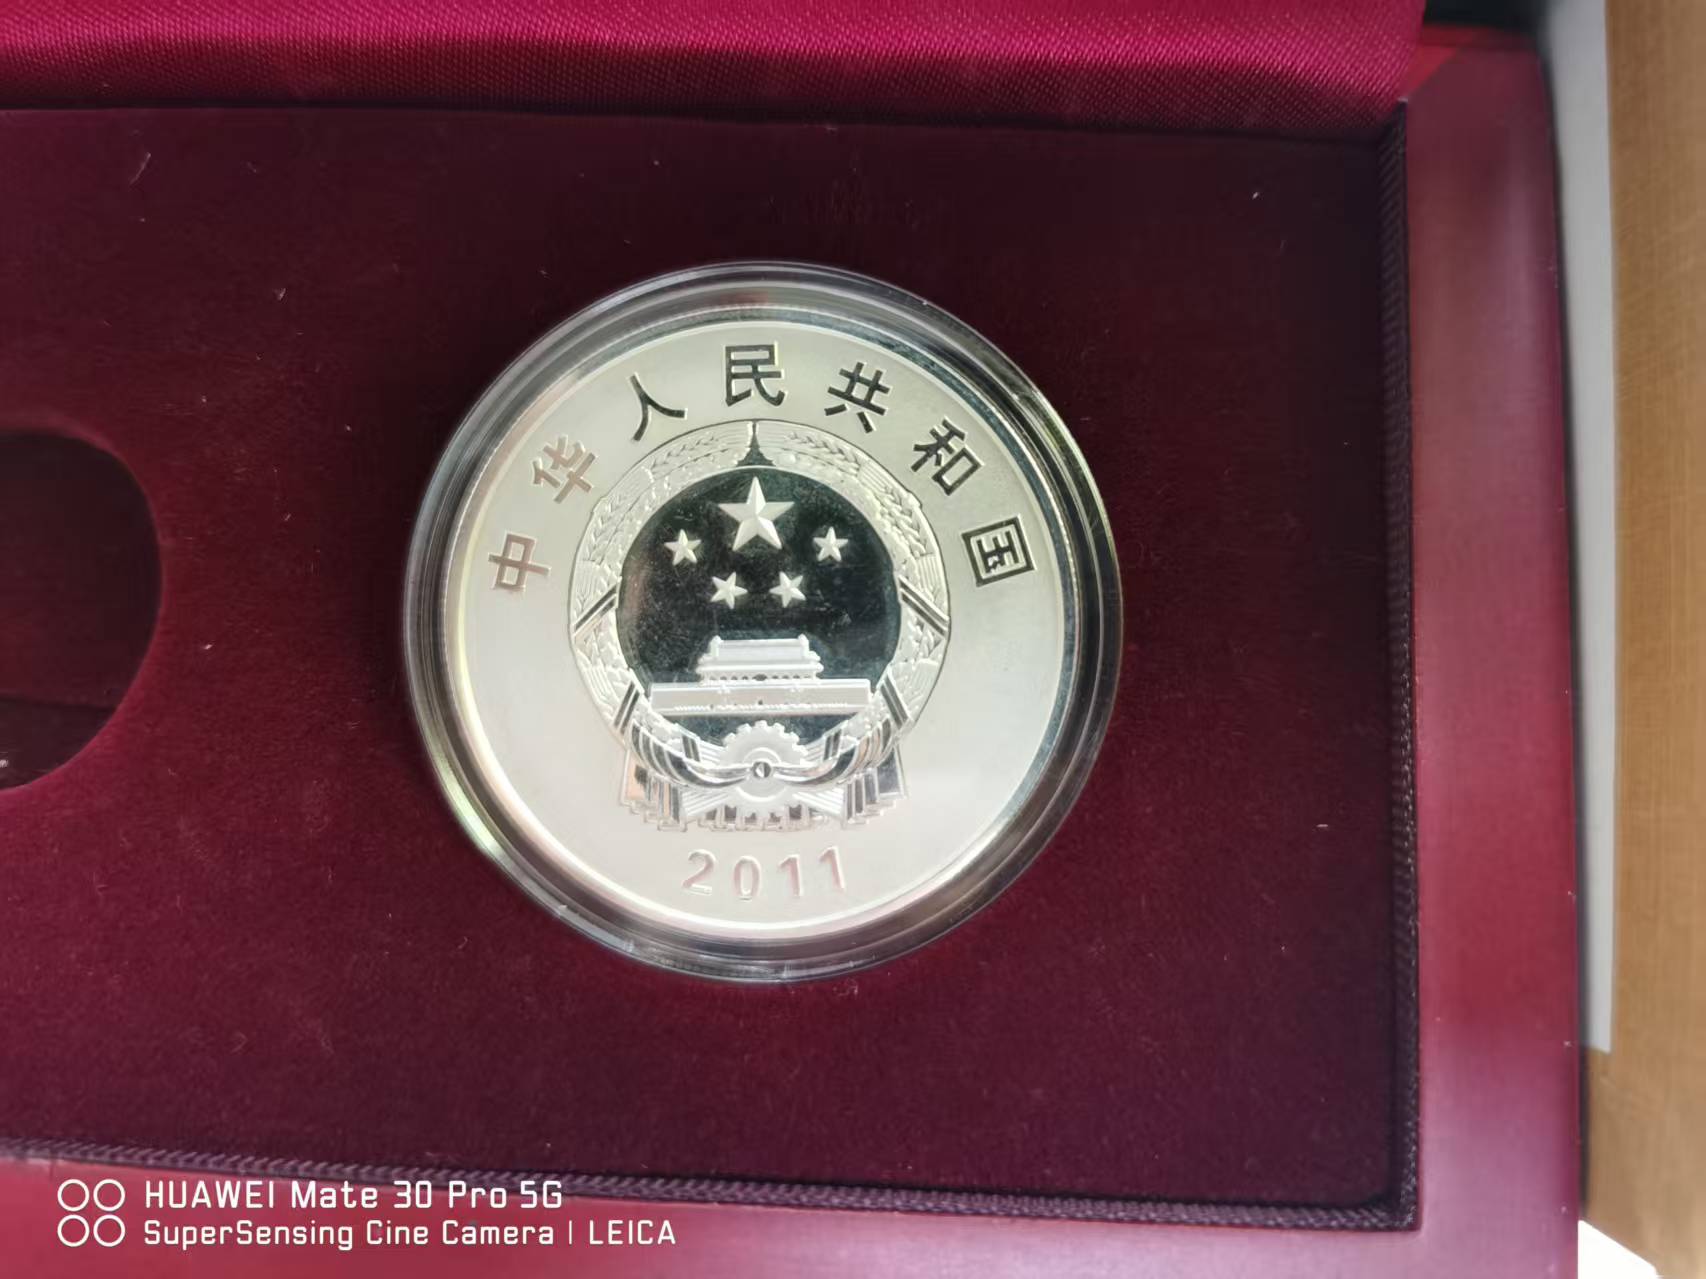 中华人民共和国
2011
HUAWEI Mate 30 Pro 5G
SuperSensing Cine Camera | LEICA